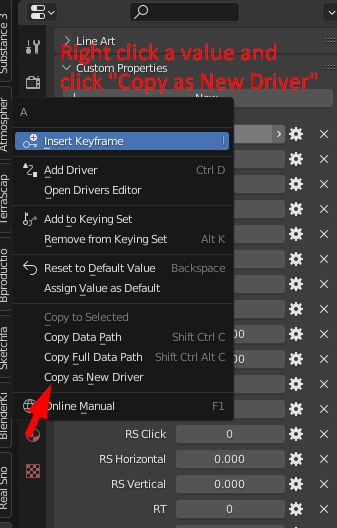 Substance 3
Atmospher
TerraScap
Bproductio
Sketchfa
BlenderKi
Real Sno
Line Art
Custom Properties
Right click a value and
click "Copy as New Driver"
New
A
Insert Keyframe I
Add Driver Ctrl D
Open Drivers Editor
Add to Keying Set
Remove from Keying Set Alt K
Reset to Default Value Backspace
Assign Value as Default
Copy to Selected
Copy Data Path Shift Ctrl C
Copy Full Data Path Shift Ctrl Alt C
Copy as New Driver
Online Manual F1
00
00
RS Click 0
RS Horizontal 0.000
RS Vertical 0.000
RT 0